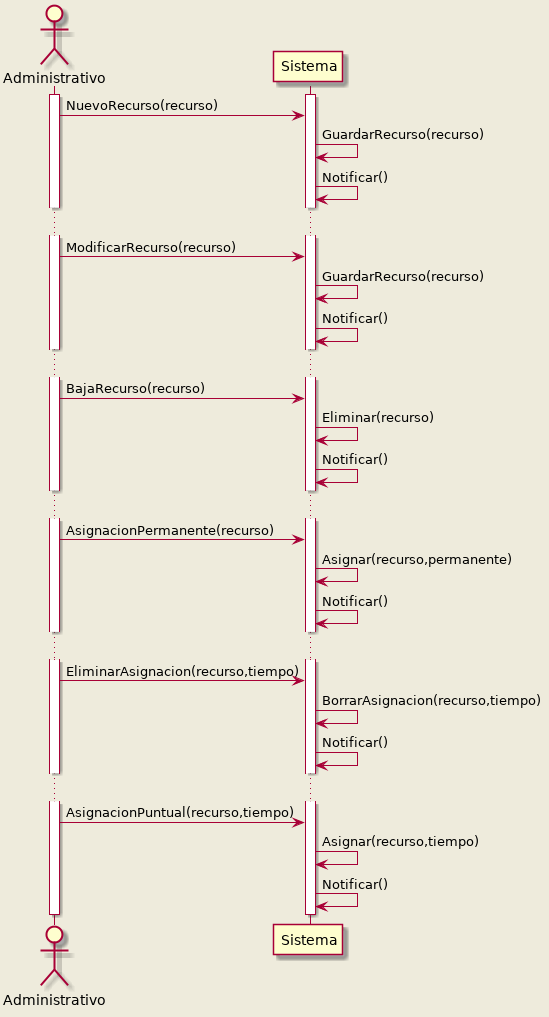 Administrativo
Sistema
NuevoRecurso(recurso)
GuardarRecurso(recurso)
Notificar()
ModificarRecurso(recurso)
GuardarRecurso(recurso)
Notificar()
BajaRecurso(recurso)
Eliminar(recurso)
Notificar()
AsignacionPermanente(recurso)
Asignar(recurso,permanente)
Notificar()
EliminarAsignacion(recurso,tiempo)
BorrarAsignacion(recurso,tiempo)
Notificar()
AsignacionPuntual(recurso,tiempo)
Asignar(recurso,tiempo)
Notificar()
Sistema
Administrativo